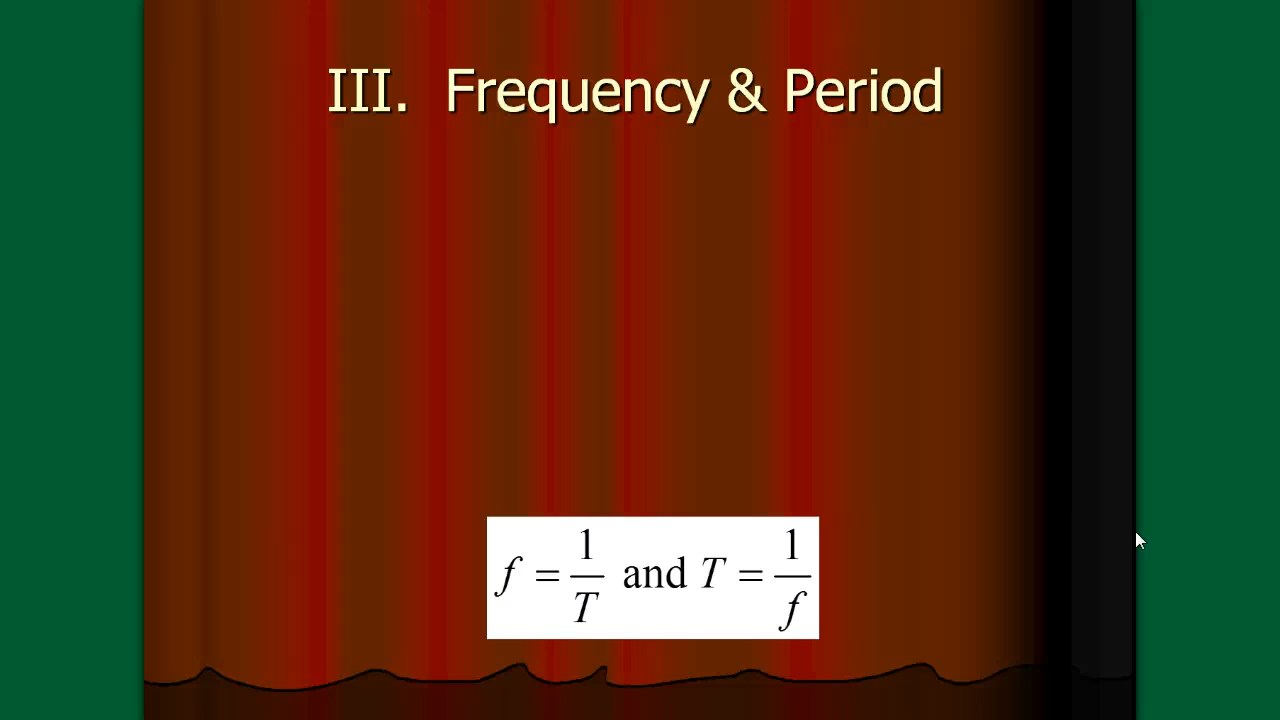 III. Frequency & Period
f = 1/T and T = 1/f